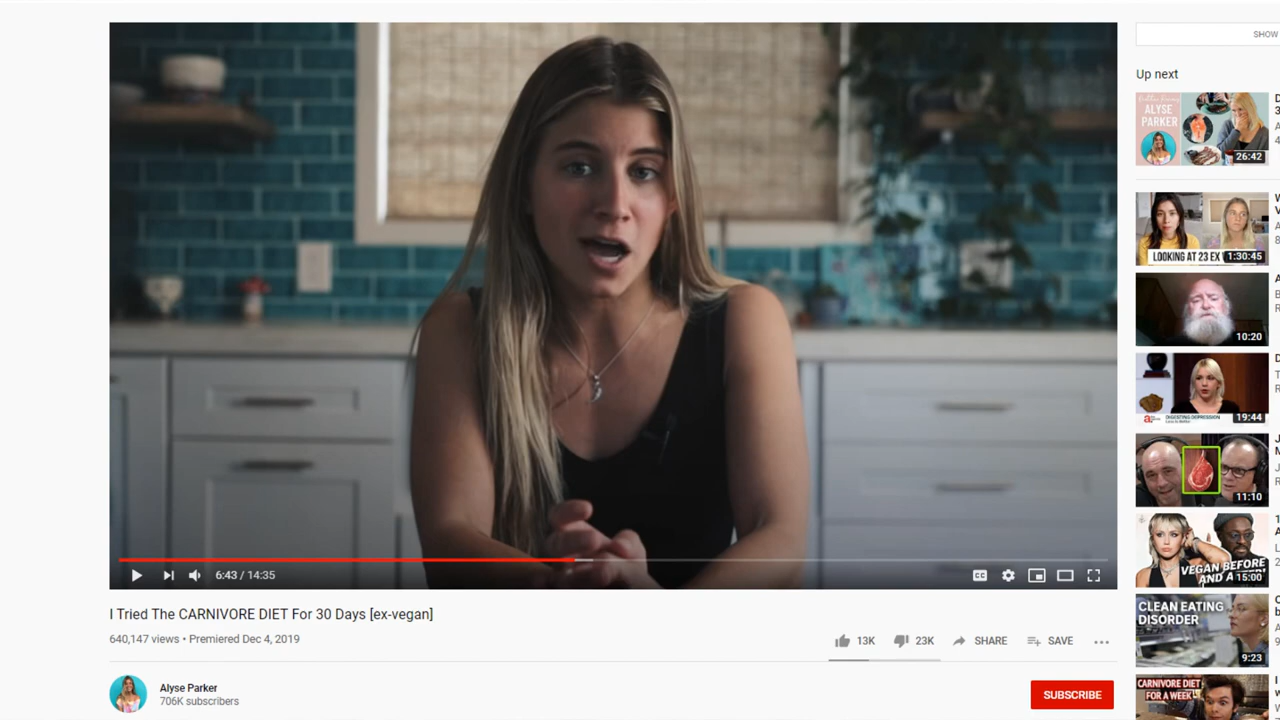 SHOW
Up next
ALYSE
PARKER
26:42
LOOKING AT 23 EX
1:30:45
10:20
DIGESTING DEPRESSION
19:44
11:10
VEGAN BEFORE
AND A
15:00
CLEAN EATING
DISORDER
9:23
CARNIVORE DIET
FOR A WEEK
CC
6:43 / 14:35
I Tried The CARNIVORE DIET For 30 Days [ex-vegan]
640,147 views • Premiered Dec 4, 2019
13K
23K
SHARE
SAVE
Alyse Parker
706K subscribers
SUBSCRIBE